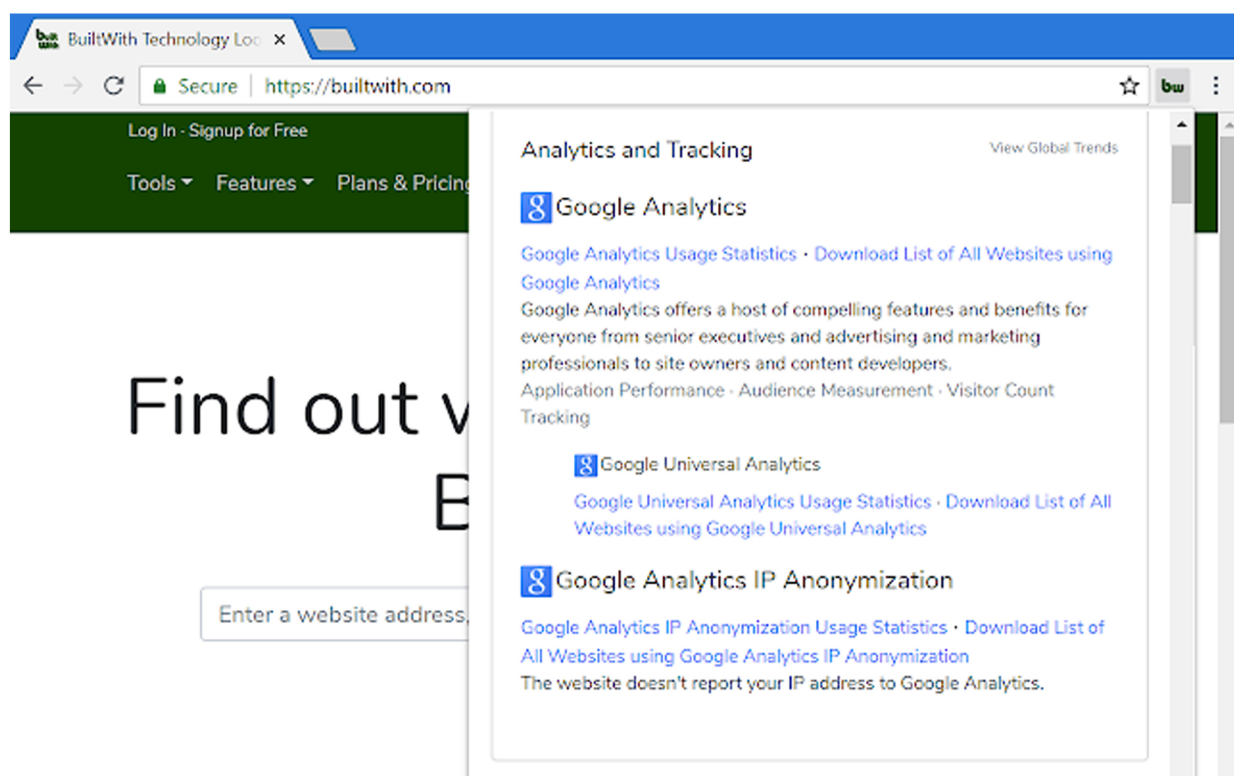 BuiltWith Technology Loo
Secure https://builtwith.com
bw
Log In · Signup for Free
Tools Features Plans & Pricing
Find out w
B
Enter a website address,
Analytics and Tracking
View Global Trends
Google Analytics
Google Analytics Usage Statistics · Download List of All Websites using
Google Analytics
Google Analytics offers a host of compelling features and benefits for
everyone from senior executives and advertising and marketing
professionals to site owners and content developers.
Application Performance · Audience Measurement · Visitor Count
Tracking
Google Universal Analytics
Google Universal Analytics Usage Statistics · Download List of All
Websites using Google Universal Analytics
Google Analytics IP Anonymization
Google Analytics IP Anonymization Usage Statistics · Download List of
All Websites using Google Analytics IP Anonymization
The website doesn't report your IP address to Google Analytics.